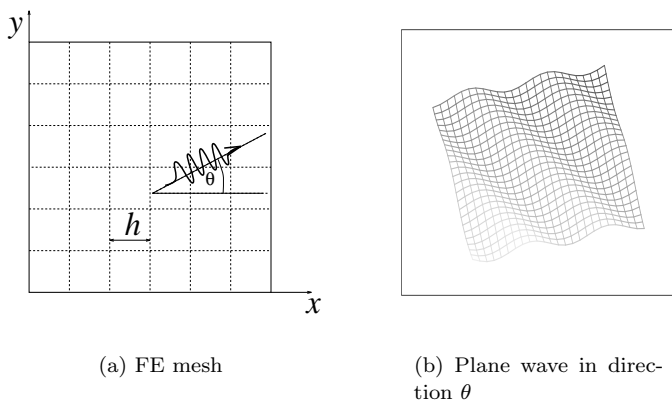 y
θ
h
x
(a) FE mesh
(b) Plane wave in direc-
tion θ